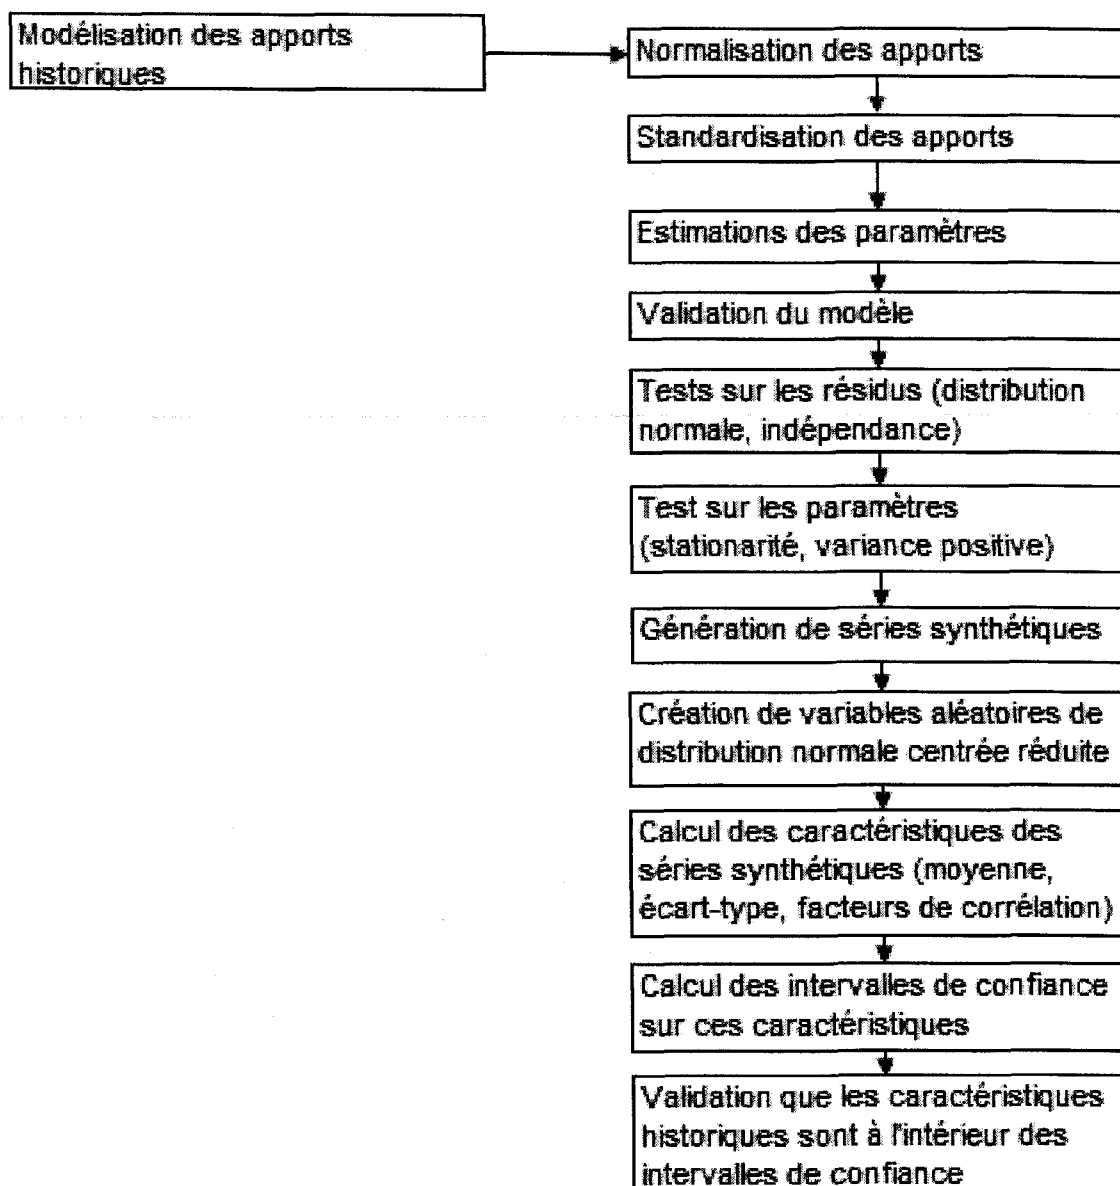 Modélisation des apports
historiques
Normalisation des apports
Standardisation des apports
Estimations des paramètres
Validation du modèle
Tests sur les résidus (distribution
normale, indépendance)
Test sur les paramètres
(stationarité, variance positive)
Génération de séries synthétiques
Création de variables aléatoires de
distribution normale centrée réduite
Calcul des caractéristiques des
séries synthétiques (moyenne,
écart-type, facteurs de corrélation)
Calcul des intervalles de confiance
sur ces caractéristiques
Validation que les caractéristiques
historiques sont à l'intérieur des
intervalles de confiance